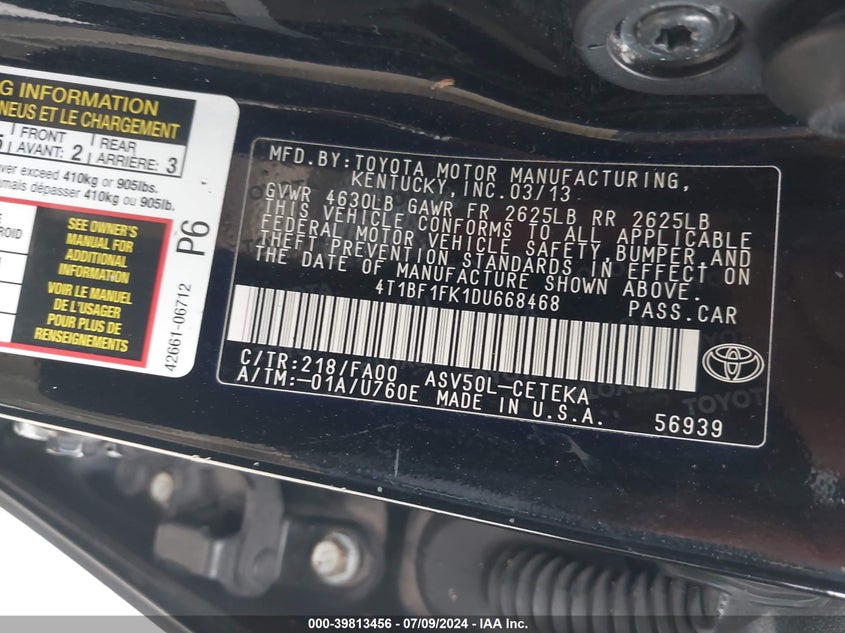 G INFORMATION
NEUS ET LE CHARGEMENT
FRONT
AVANT: 2
REAR
ARRIÈRE: 3
ver exceed 410kg or 905lbs.
mais dépasser 410kg ou 905lb.
SEE OWNER'S
MANUAL FOR
ADDITIONAL
INFORMATION
VOIR LE MANUEL
DE L'USAGER
POUR PLUS DE
RENSEIGNEMENTS
ROID
P6
42661-06712
MFD.BY:TOYOTA MOTOR MANUFACTURING,
KENTUCKY,INC.03/13
GVWR 4630LB GAWR FR 2625LB RR 2625LB
THIS VEHICLE CONFORMS TO ALL APPLICABLE
FEDERAL MOTOR VEHICLE SAFETY,BUMPER,AND
THEFT PREVENTION STANDARDS IN EFFECT ON
THE DATE OF MANUFACTURE SHOWN ABOVE.
4T1BF1FK1DU668468 PASS.CAR
C/TR:218/FA00 ASV50L-CETEKA
A/TM:-01A/U760E MADE IN U.S.A.
56939
000-39813456 - 07/09/2024 - IAA Inc.